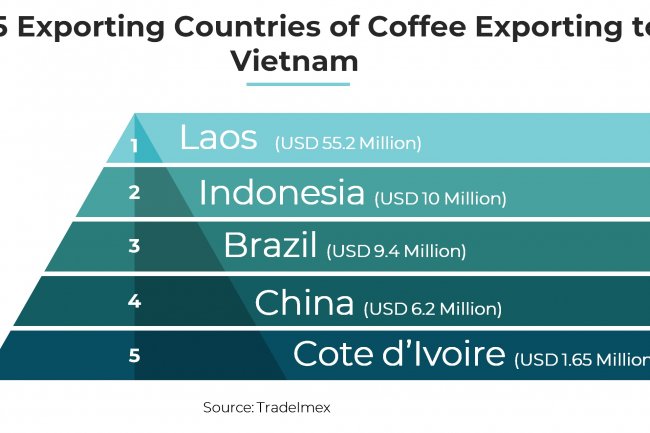 5 Exporting Countries of Coffee Exporting to
Vietnam
1 Laos (USD 55.2 Million)
2 Indonesia (USD 10 Million)
3 Brazil (USD 9.4 Million)
4 China (USD 6.2 Million)
5 Cote d'Ivoire (USD 1.65 Million
Source: TradeImex